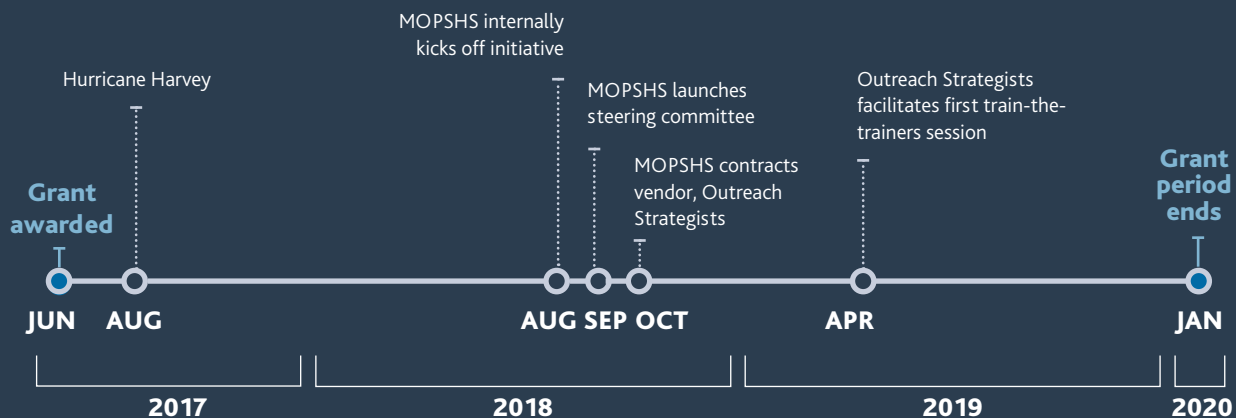 Grant
awarded
Hurricane Harvey
MOPSHS internally
kicks off initiative
MOPSHS launches
steering committee
MOPSHS contracts
vendor, Outreach
Strategists
Outreach Strategists
facilitates first train-the-
trainers session
Grant
period
ends
JUN AUG AUG SEP OCT APR JAN
2017 2018 2019 2020